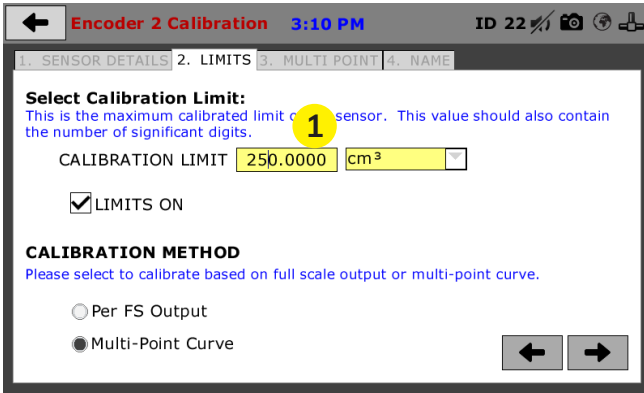 Encoder 2 Calibration 3:10 PM ID 22
1. SENSOR DETAILS 2. LIMITS 3. MULTI POINT 4. NAME
Select Calibration Limit:
This is the maximum calibrated limit o sensor. This value should also contain
the number of significant digits.
1
CALIBRATION LIMIT 250.0000 cm³
LIMITS ON
CALIBRATION METHOD
Please select to calibrate based on full scale output or multi-point curve.
Per FS Output
Multi-Point Curve